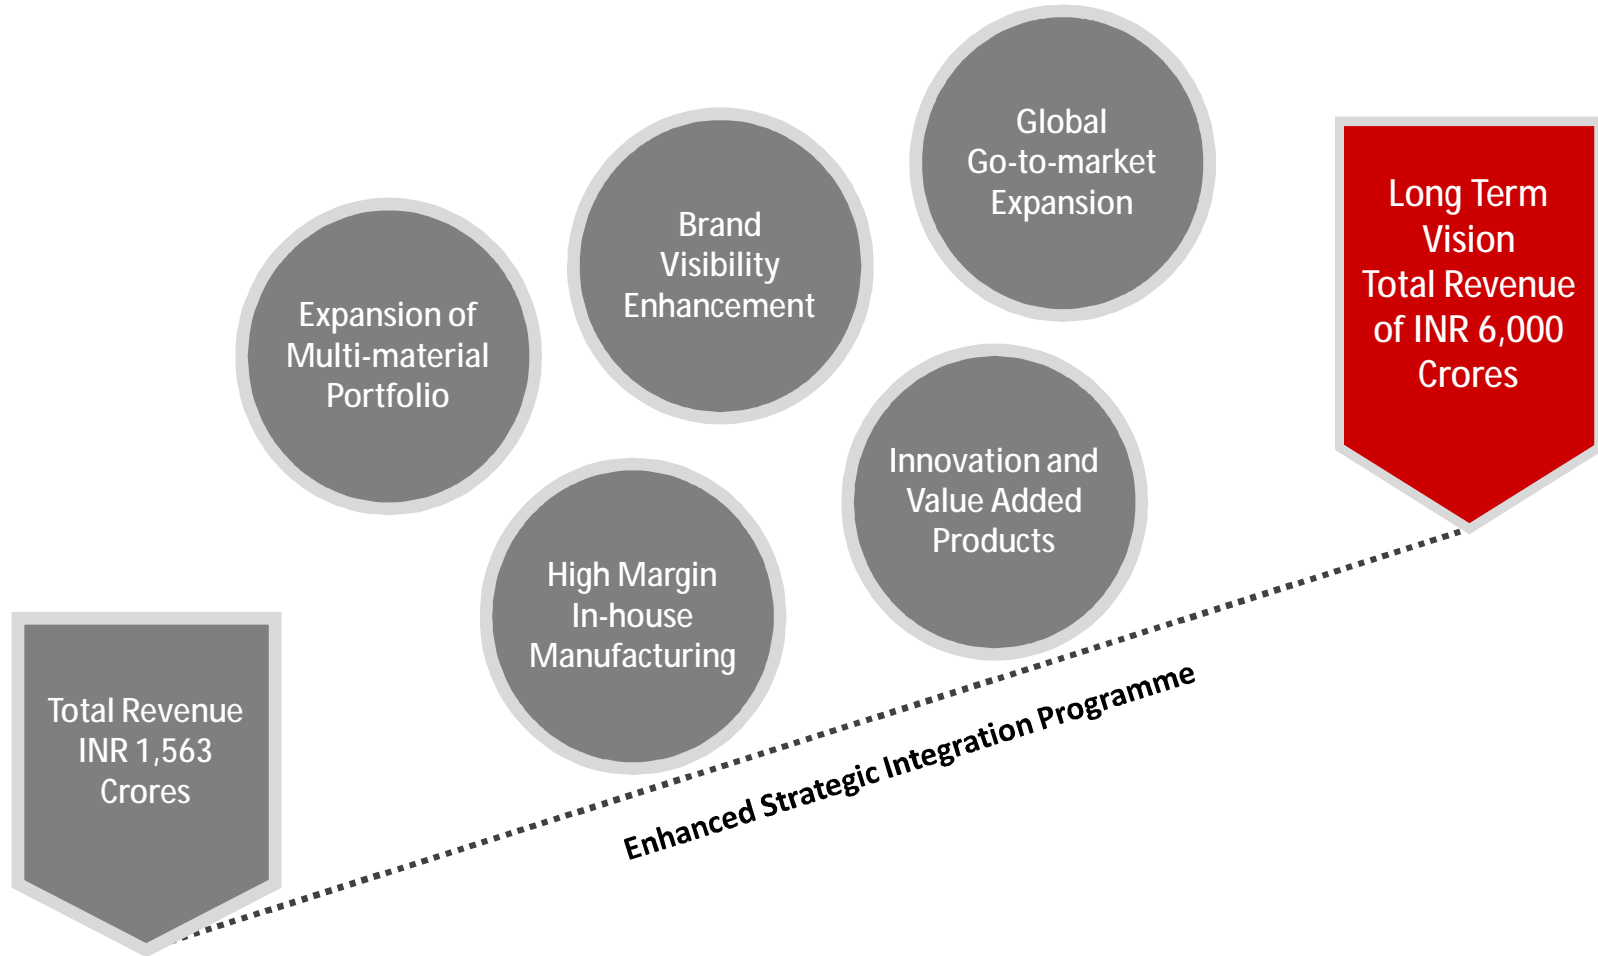 Global
Go-to-market
Expansion
Brand
Visibility
Enhancement
Expansion of
Multi-material
Portfolio
Long Term
Vision
Total Revenue
of INR 6,000
Crores
Innovation and
Value Added
Products
High Margin
In-house
Manufacturing
Total Revenue
INR 1,563
Crores
Enhanced Strategic Integration Programme